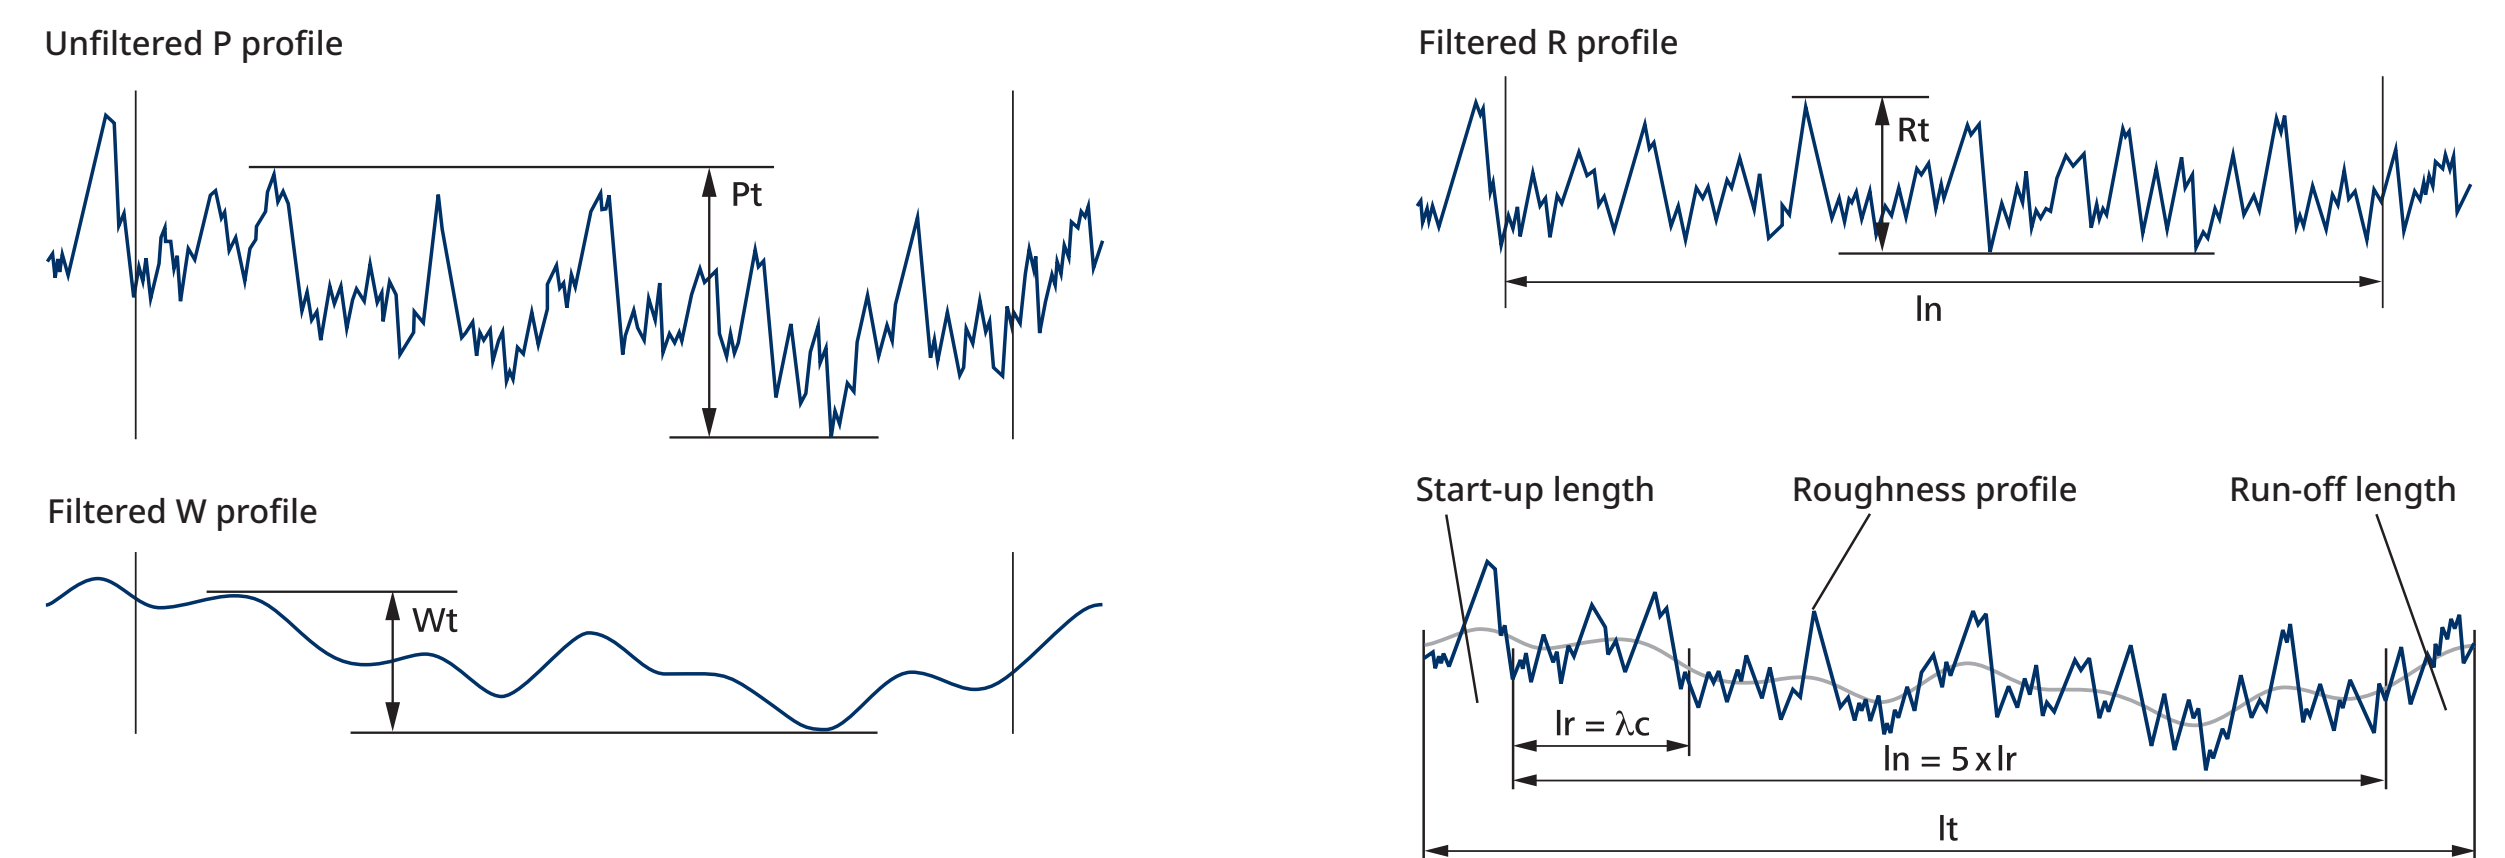 Unfiltered P profile
Pt
Filtered R profile
Rt
ln
Filtered W profile
Wt
Start-up length
Roughness profile
Run-off length
lr = λc
ln = 5 x lr
lt